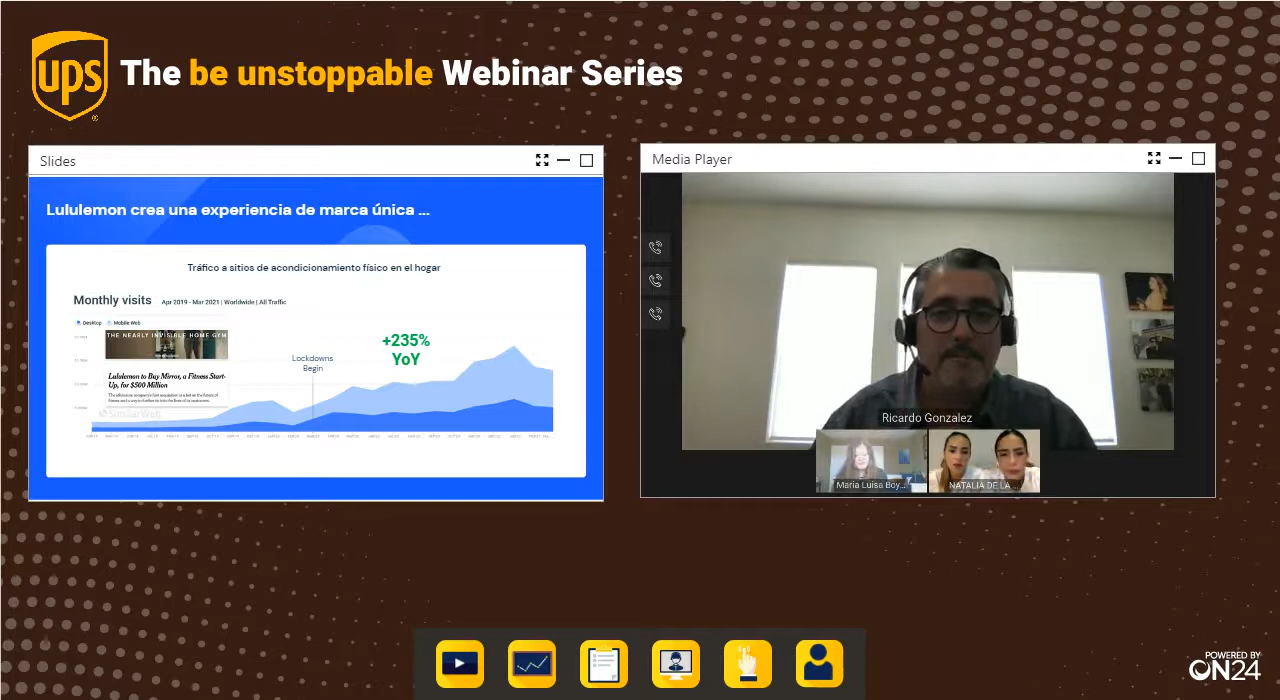 ups
The be unstoppable Webinar Series
Slides
Media Player
Lululemon crea una experiencia de marca única ...
Tráfico a sitios de acondicionamiento físico en el hogar
Monthly visits Apr 2019 - Mar 2021 | Worldwide | All Traffic
Desktop Mobile Web
THE NEARLY INVISIBLE HOME GYM
Lululemon to Buy Mirror, a Fitness Start-
Up, for $500 Million
SimilarWeb
Lockdowns
Begin
+235%
YoY
Ricardo Gonzalez
Maria Luisa Boy...
NATALIA DE LA ...
POWERED BY
ON24